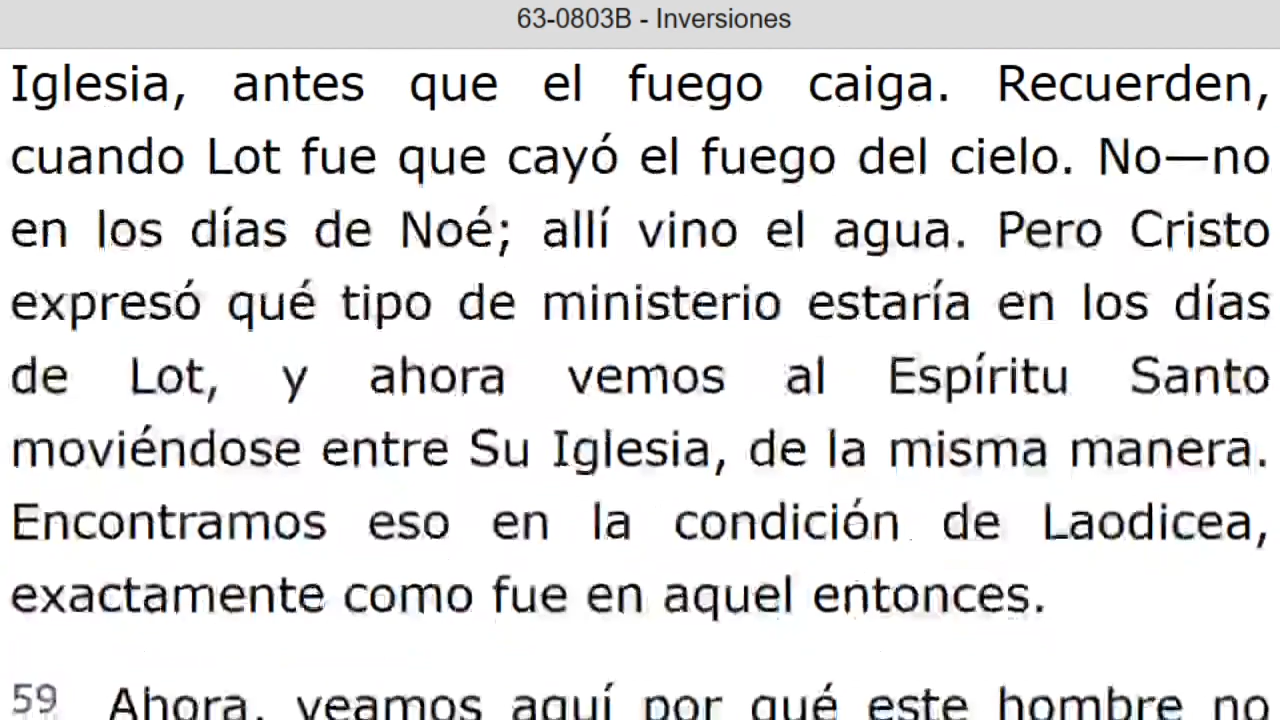 63-0803B - Inversiones
Iglesia, antes que el fuego caiga. Recuerden,
cuando Lot fue que cayó el fuego del cielo. No—no
en los días de Noé; allí vino el agua. Pero Cristo
expresó qué tipo de ministerio estaría en los días
de Lot, y ahora vemos al Espíritu Santo
moviéndose entre Su Iglesia, de la misma manera.
Encontramos eso en la condición de Laodicea,
exactamente como fue en aquel entonces.
59 Ahora, veamos aquí por qué este hombre no